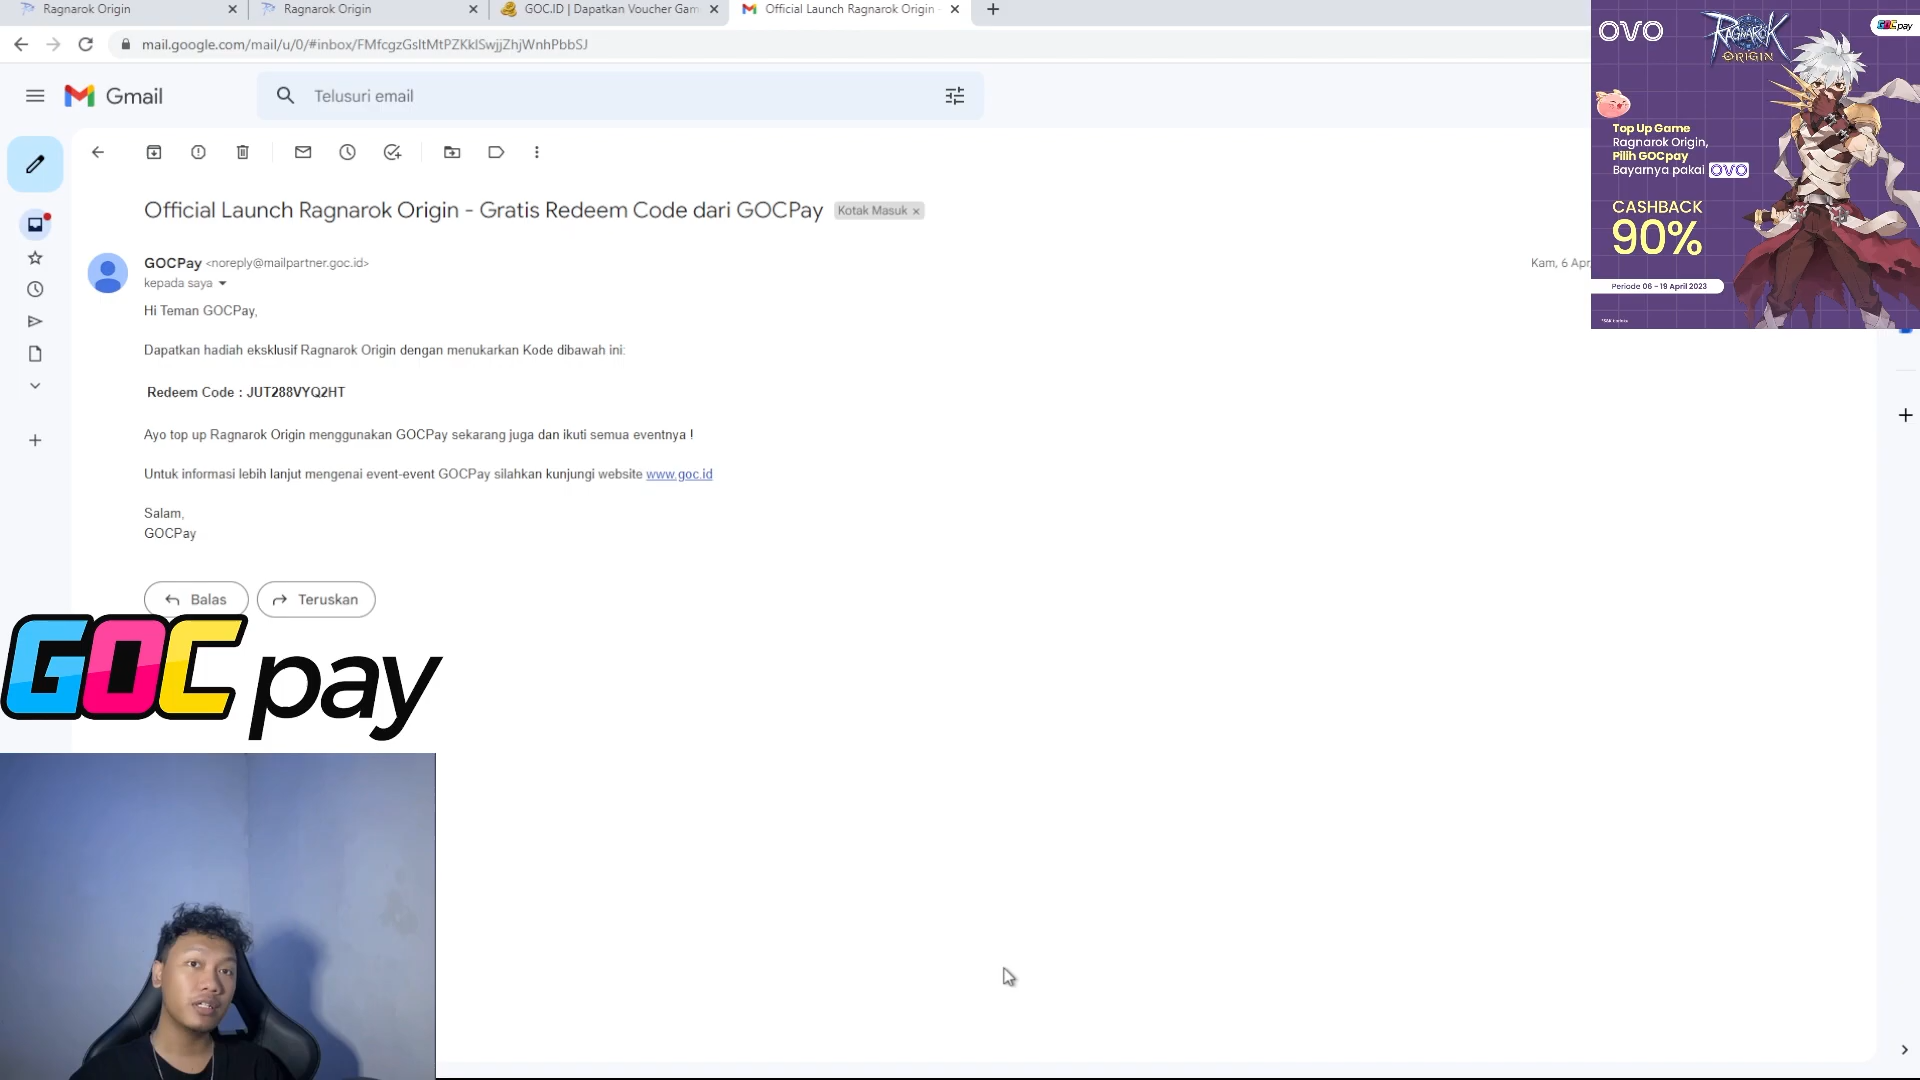 Ragnarok Origin
Ragnarok Origin
GOC.ID | Dapatkan Voucher Gam
Official Launch Ragnarok Origin -
mail.google.com/mail/u/0/#inbox/FMfcgzGsltMtPZKklSwjjZhjWnhPbbSJ
Gmail
Telusuri email
Official Launch Ragnarok Origin - Gratis Redeem Code dari GOCPay
Kotak Masuk ×
GOCPay <noreply@mailpartner.goc.id>
Kam, 6 Apr,
kepada saya
Hi Teman GOCPay,
Dapatkan hadiah eksklusif Ragnarok Origin dengan menukarkan Kode dibawah ini:
Redeem Code : JUT288VYQ2HT
Ayo top up Ragnarok Origin menggunakan GOCPay sekarang juga dan ikuti semua eventnya !
Untuk informasi lebih lanjut mengenai event-event GOCPay silahkan kunjungi website www.goc.id
Salam,
GOCPay
Balas
Teruskan
GOC pay
OVO
RAGNAROK
ORIGIN
GOC pay
Top Up Game
Ragnarok Origin,
Pilih GOCpay
Bayarnya pakai OVO
CASHBACK
90%
Periode 06 - 19 April 2023